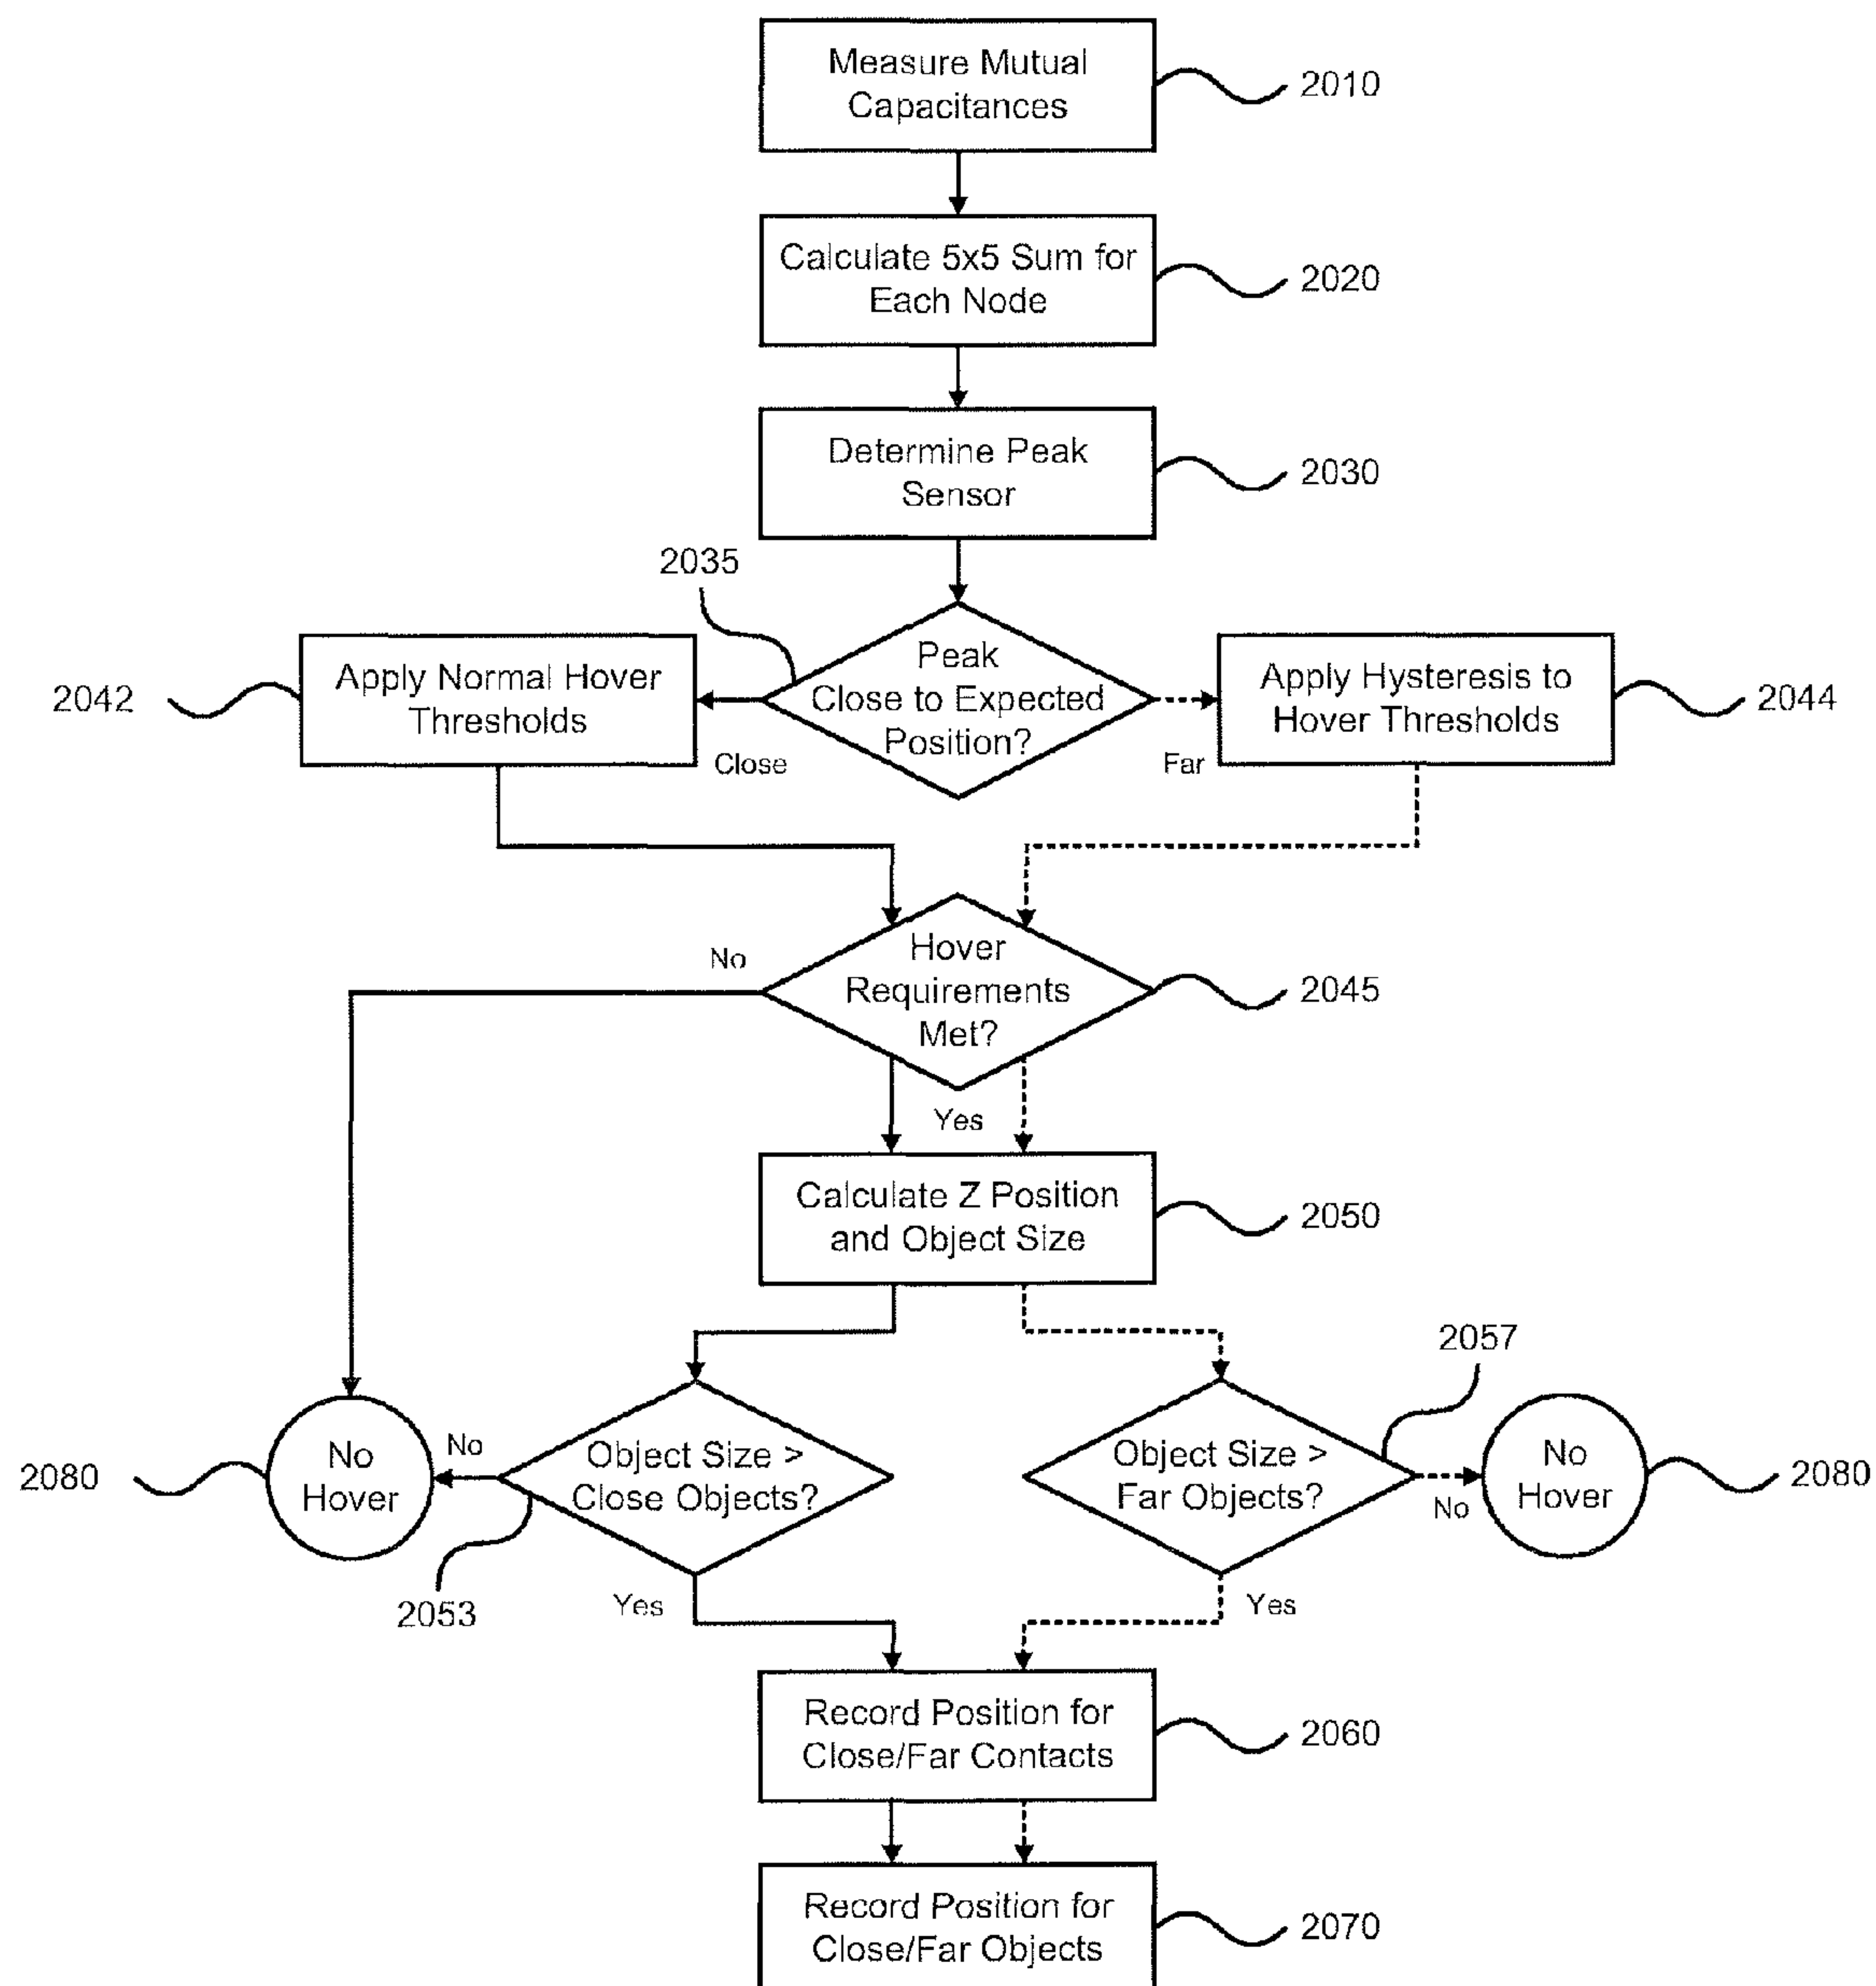 Measure Mutual
Capacitances
2010
Calculate 5x5 Sum for
Each Node
2020
Determine Peak
Sensor
2030
2035
Peak
Close to Expected
Position?
Apply Normal Hover
Thresholds
2042
Close
Far
Apply Hysteresis to
Hover Thresholds
2044
Hover
Requirements
Met?
2045
No
Yes
Calculate Z Position
and Object Size
2050
2057
2080
No
Hover
No
Object Size >
Close Objects?
Object Size >
Far Objects?
No
No
Hover
2080
2053
Yes
Yes
Record Position for
Close/Far Contacts
2060
Record Position for
Close/Far Objects
2070